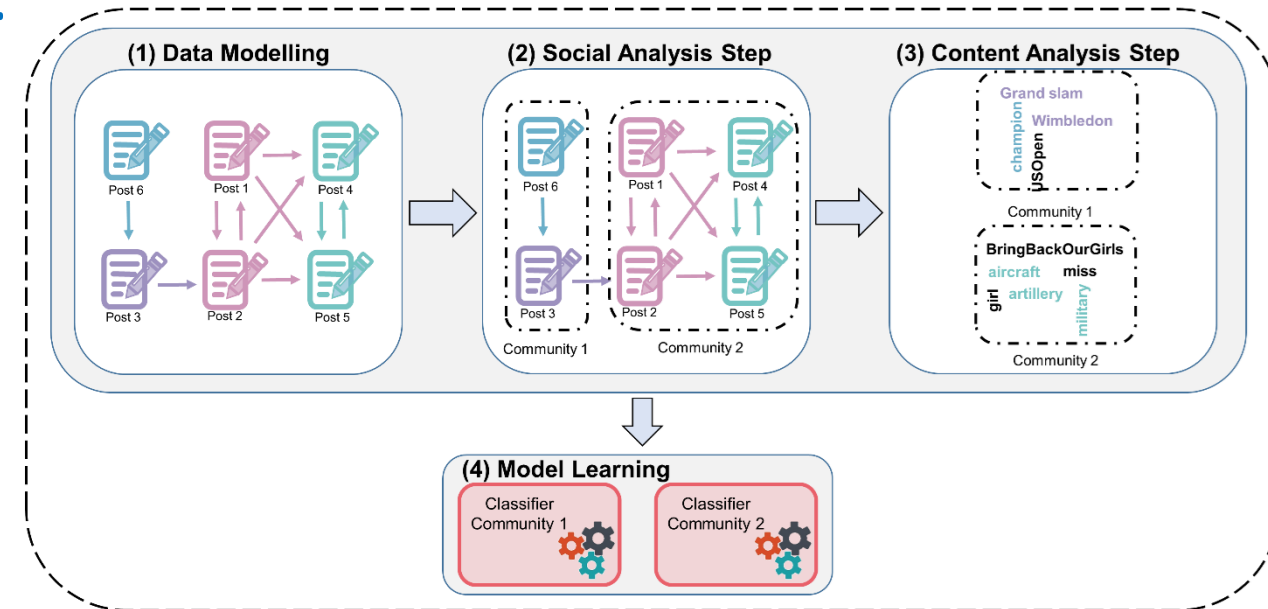 (1) Data Modelling
Post 6
Post 1
Post 4
Post 3
Post 2
Post 5
(2) Social Analysis Step
Post 6
Post 1
Post 4
Post 3
Post 2
Post 5
Community 1
Community 2
(3) Content Analysis Step
Grand slam
champion
Wimbledon
USOpen
Community 1
BringBackOurGirls
aircraft
miss
girl
artillery
military
Community 2
(4) Model Learning
Classifier
Community 1
Classifier
Community 2